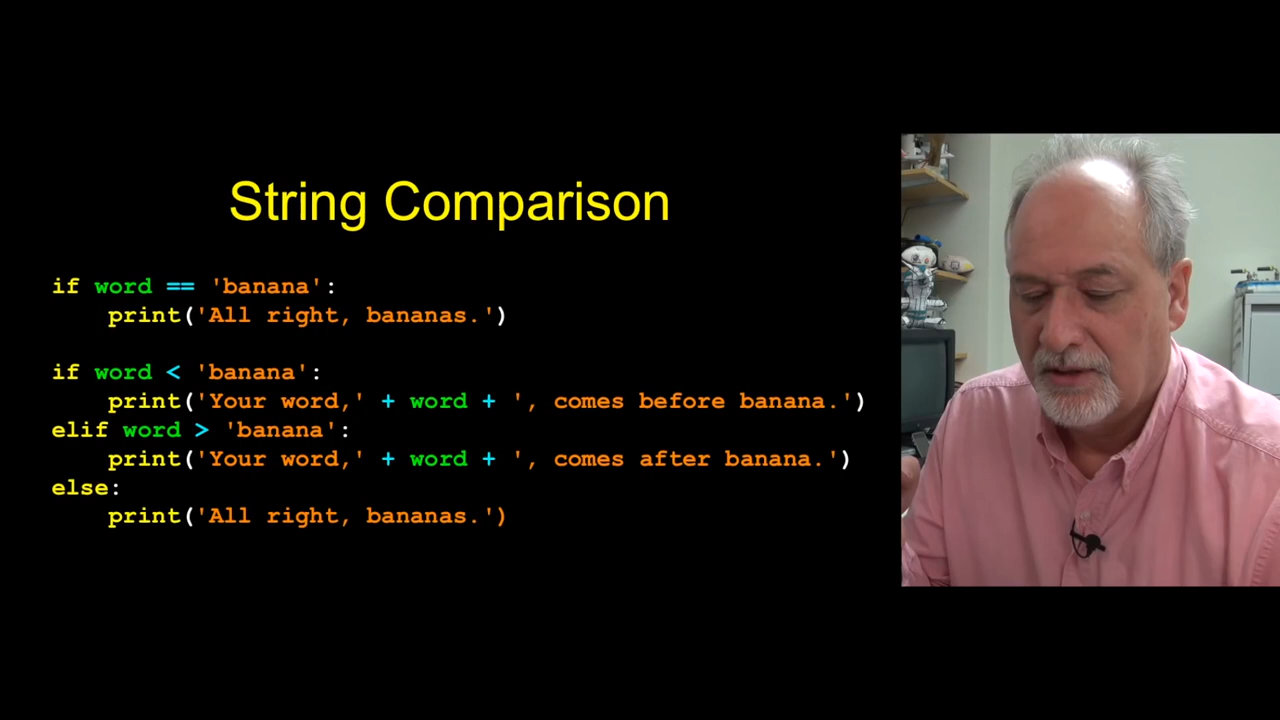 String Comparison
if word == 'banana':
    print('All right, bananas.')
if word < 'banana':
    print('Your word,' + word + ', comes before banana.')
elif word > 'banana':
    print('Your word,' + word + ', comes after banana.')
else:
    print('All right, bananas.')